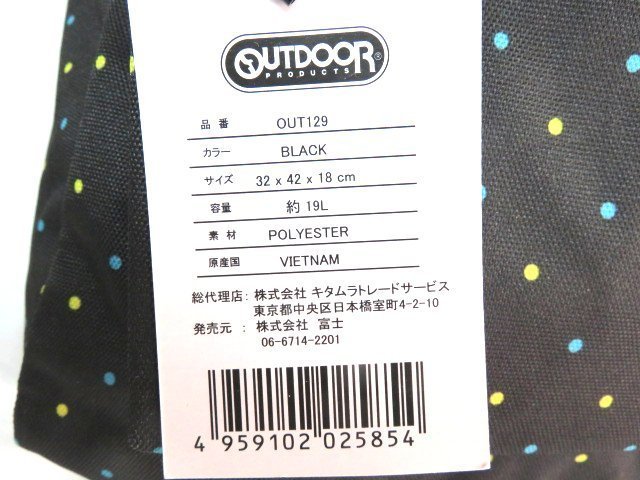 OUTDOOR®
PRODUCTS
品 番 OUT129
カラー BLACK
サイズ 32 x 42 x 18 cm
容量 約 19L
素 材 POLYESTER
原産国 VIETNAM
総代理店: 株式会社 キタムラトレードサービス
東京都中央区日本橋室町4-2-10
発売元 : 株式会社 富士
06-6714-2201
4 959102 025854